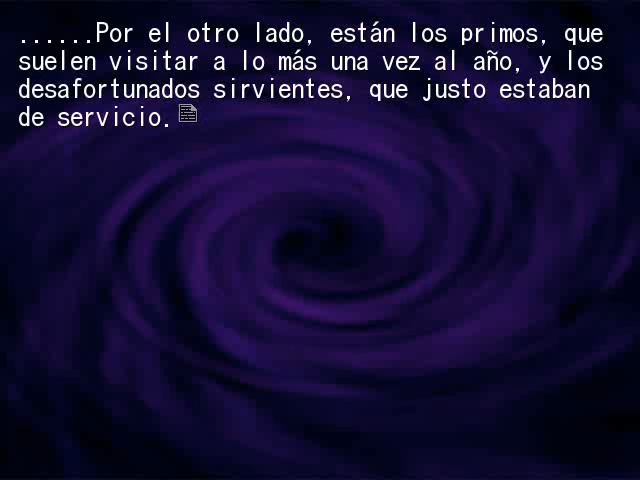 ......Por el otro lado, están los primos, que
suelen visitar a lo más una vez al año, y los
desafortunados sirvientes, que justo estaban
de servicio.